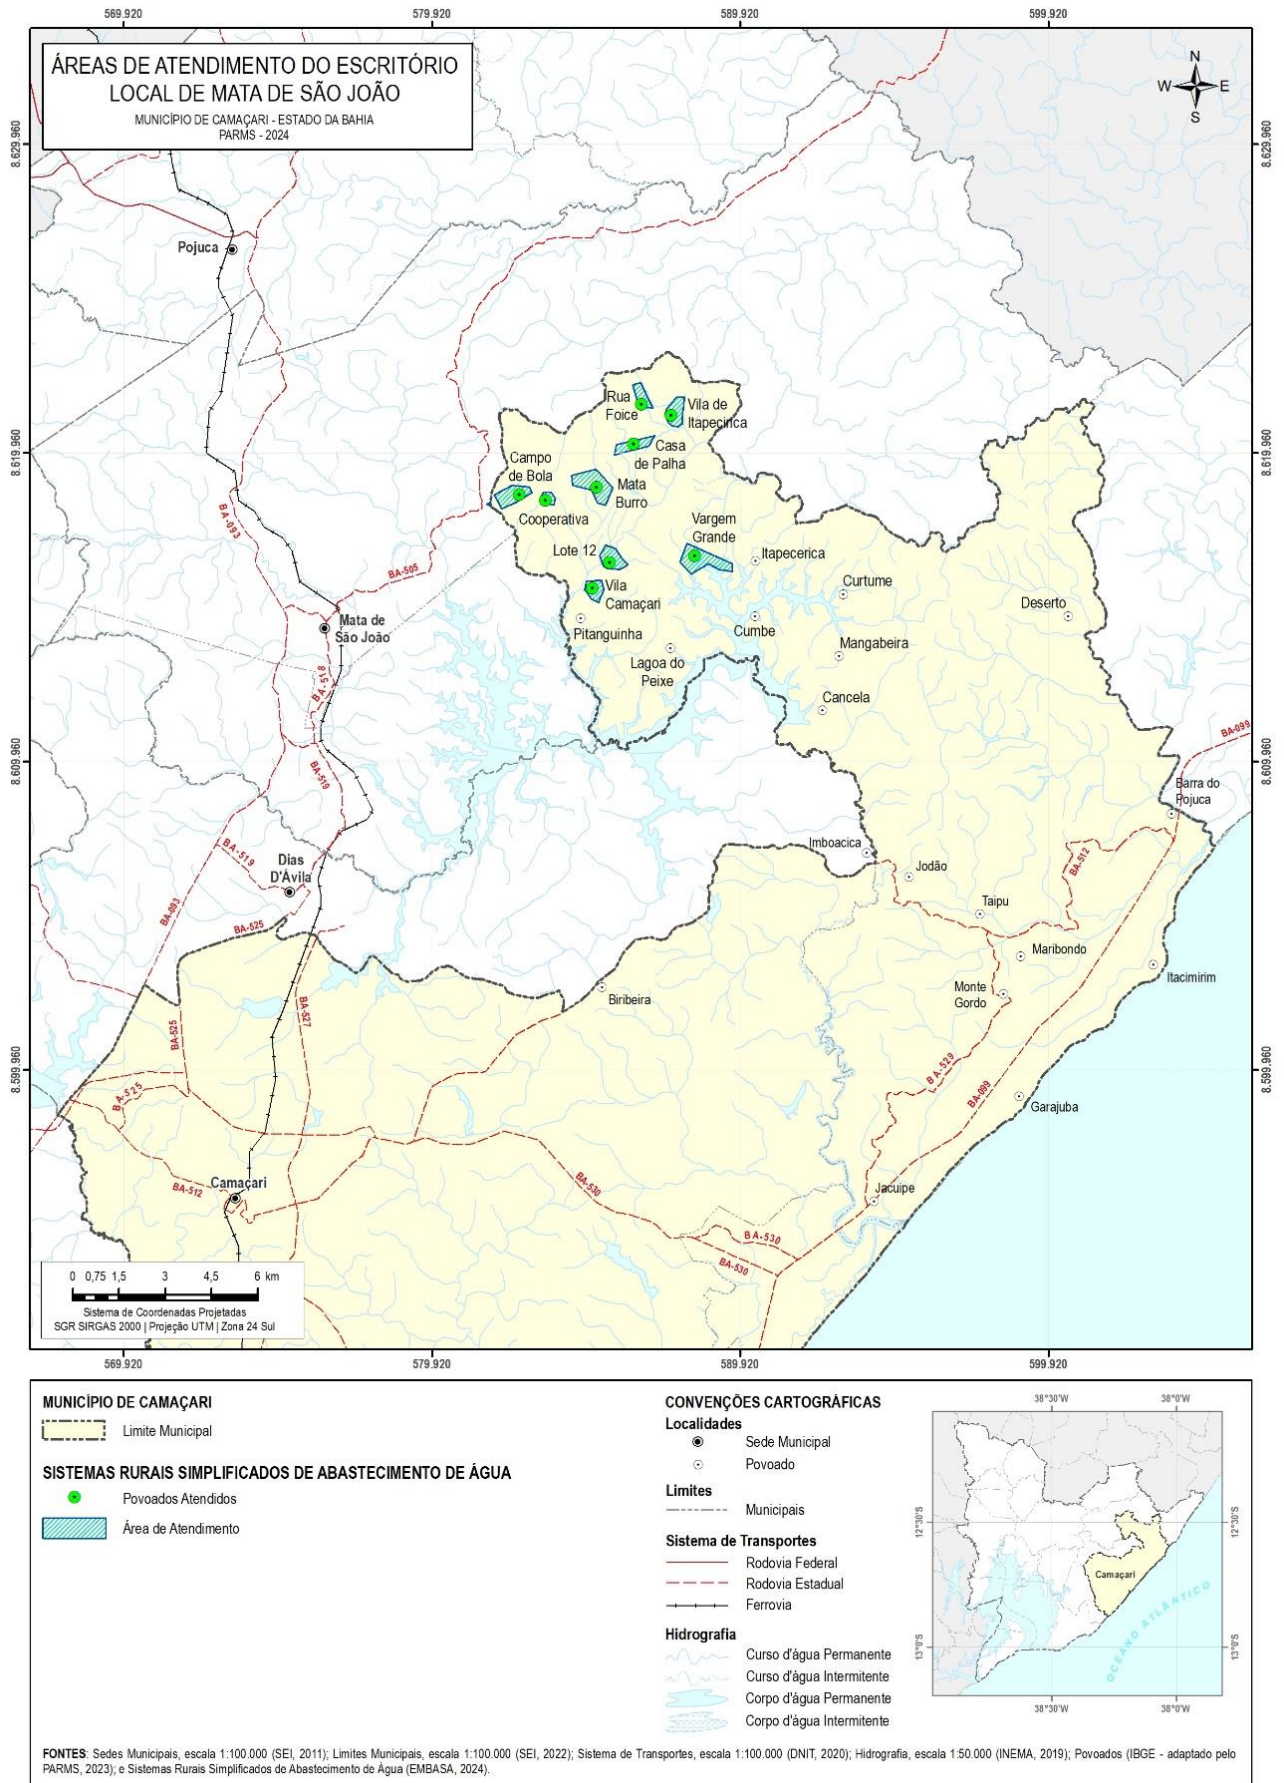 569.920
579.920
589.920
599.920
ÁREAS DE ATENDIMENTO DO ESCRITÓRIO
LOCAL DE MATA DE SÃO JOÃO
MUNICÍPIO DE CAMAÇARI - ESTADO DA BAHIA
PARMS - 2024
N
W
E
S
8.629.960
8.629.960
Pojuca
Rua
Foice
Vila de
Itapecirica
8.619.960
8.619.960
Casa
de Palha
Campo
de Bola
Mata
Burro
Cooperativa
BA-093
Vargem
Grande
Lote 12
Itapecerica
BA-505
Vila
Camaçari
Curtume
Deserto
Mata de
São João
Pitanguinha
Cumbe
Mangabeira
Lagoa do
Peixe
BA-518
Cancela
BA-099
8.609.960
8.609.960
BA-519
Barra do
Pojuca
Imboacica
BA-519
Dias
D'Ávila
Jodão
BA-512
Taipu
BA-093
BA-525
Maribondo
Itacimirim
Monte
Gordo
Biribeira
BA-527
BA-525
8.599.960
8.599.960
BA-529
BA-099
BA-525
Garajuba
Camaçari
BA-512
BA-530
Jacuipe
BA-530
BA-530
0 0,75 1,5 3 4,5 6 km
Sistema de Coordenadas Projetadas
SGR SIRGAS 2000 | Projeção UTM | Zona 24 Sul
569.920
579.920
589.920
599.920
MUNICÍPIO DE CAMAÇARI
Limite Municipal
SISTEMAS RURAIS SIMPLIFICADOS DE ABASTECIMENTO DE ÁGUA
Povoados Atendidos
Área de Atendimento
CONVENÇÕES CARTOGRÁFICAS
Localidades
Sede Municipal
Povoado
Limites
Municipais
Sistema de Transportes
Rodovia Federal
Rodovia Estadual
Ferrovia
Hidrografia
Curso d'água Permanente
Curso d'água Intermitente
Corpo d'água Permanente
Corpo d'água Intermitente
38°30'W
38°0'W
12°30'S
12°30'S
Camaçari
OCEANO ATLÂNTICO
13°0'S
13°0'S
38°30'W
38°0'W
FONTES: Sedes Municipais, escala 1:100.000 (SEI, 2011); Limites Municipais, escala 1:100.000 (SEI, 2022); Sistema de Transportes, escala 1:100.000 (DNIT, 2020); Hidrografia, escala 1:50.000 (INEMA, 2019); Povoados (IBGE - adaptado pelo
PARMS, 2023); e Sistemas Rurais Simplificados de Abastecimento de Água (EMBASA, 2024).